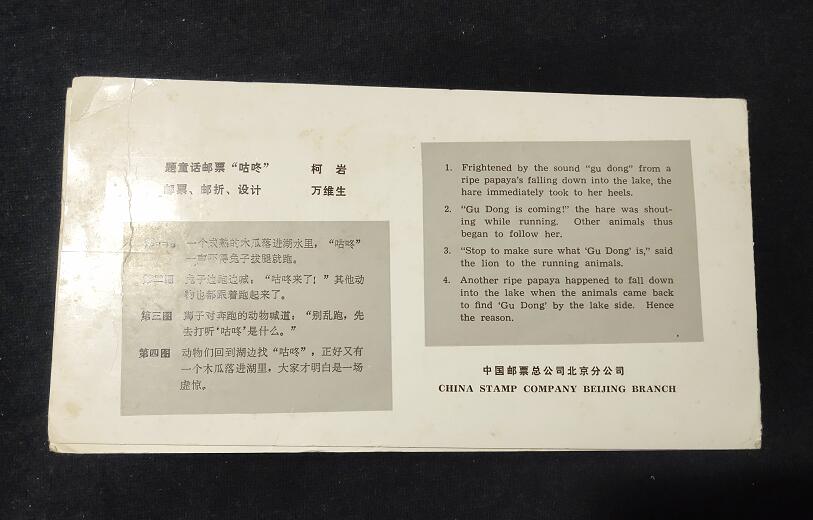 题童话邮票“咕咚” 柯岩
邮票、邮折、设计 万维生
一个成熟的木瓜落进湖水里，“咕咚”
一声吓得兔子拔腿就跑。
兔子边跑边喊：“咕咚来了！”其他动
物也都跟着跑起来了。
第三图 狮子对奔跑的动物喊道：“别乱跑，先
去打听‘咕咚’是什么。”
第四图 动物们回到湖边找“咕咚”，正好又有
一个木瓜落进湖里，大家才明白是一场
虚惊。
1. Frightened by the sound "gu dong" from a
ripe papaya's falling down into the lake, the
hare immediately took to her heels.
2. "Gu Dong is coming!" the hare was shout-
ing while running. Other animals thus
began to follow her.
3. "Stop to make sure what 'Gu Dong' is," said
the lion to the running animals.
4. Another ripe papaya happened to fall down
into the lake when the animals came back
to find 'Gu Dong' by the lake side. Hence
the reason.
中国邮票总公司北京分公司
CHINA STAMP COMPANY BEIJING BRANCH